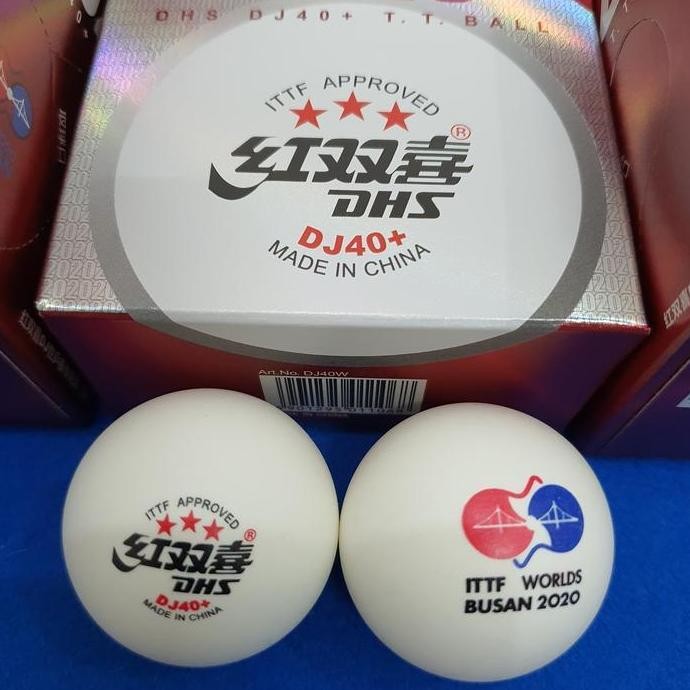 DHS DJ40+ T.T. BALL
ITTF APPROVED
红双喜®
DHS
DJ40+
MADE IN CHINA
Art.No. DJ40W
ITTF APPROVED
红双喜®
DHS
DJ40+
MADE IN CHINA
ITTF WORLDS
BUSAN 2020